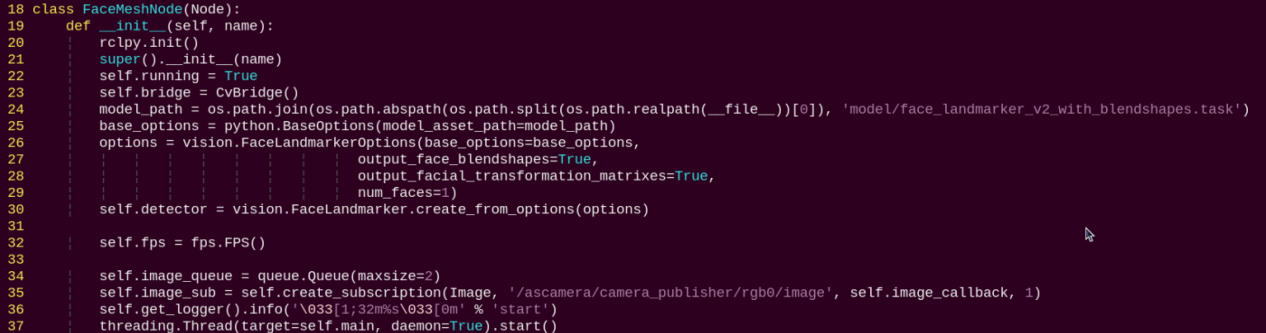 18 class FaceMeshNode(Node):
19     def __init__(self, name):
20         rclpy.init()
21         super().__init__(name)
22         self.running = True
23         self.bridge = CvBridge()
24         model_path = os.path.join(os.path.abspath(os.path.split(os.path.realpath(__file__))[0]), 'model/face_landmarker_v2_with_blendshapes.task')
25         base_options = python.BaseOptions(model_asset_path=model_path)
26         options = vision.FaceLandmarkerOptions(base_options=base_options,
27                                        output_face_blendshapes=True,
28                                        output_facial_transformation_matrixes=True,
29                                        num_faces=1)
30         self.detector = vision.FaceLandmarker.create_from_options(options)
31
32         self.fps = fps.FPS()
33
34         self.image_queue = queue.Queue(maxsize=2)
35         self.image_sub = self.create_subscription(Image, '/ascamera/camera_publisher/rgb0/image', self.image_callback, 1)
36         self.get_logger().info('\033[1;32m%s\033[0m' % 'start')
37         threading.Thread(target=self.main, daemon=True).start()